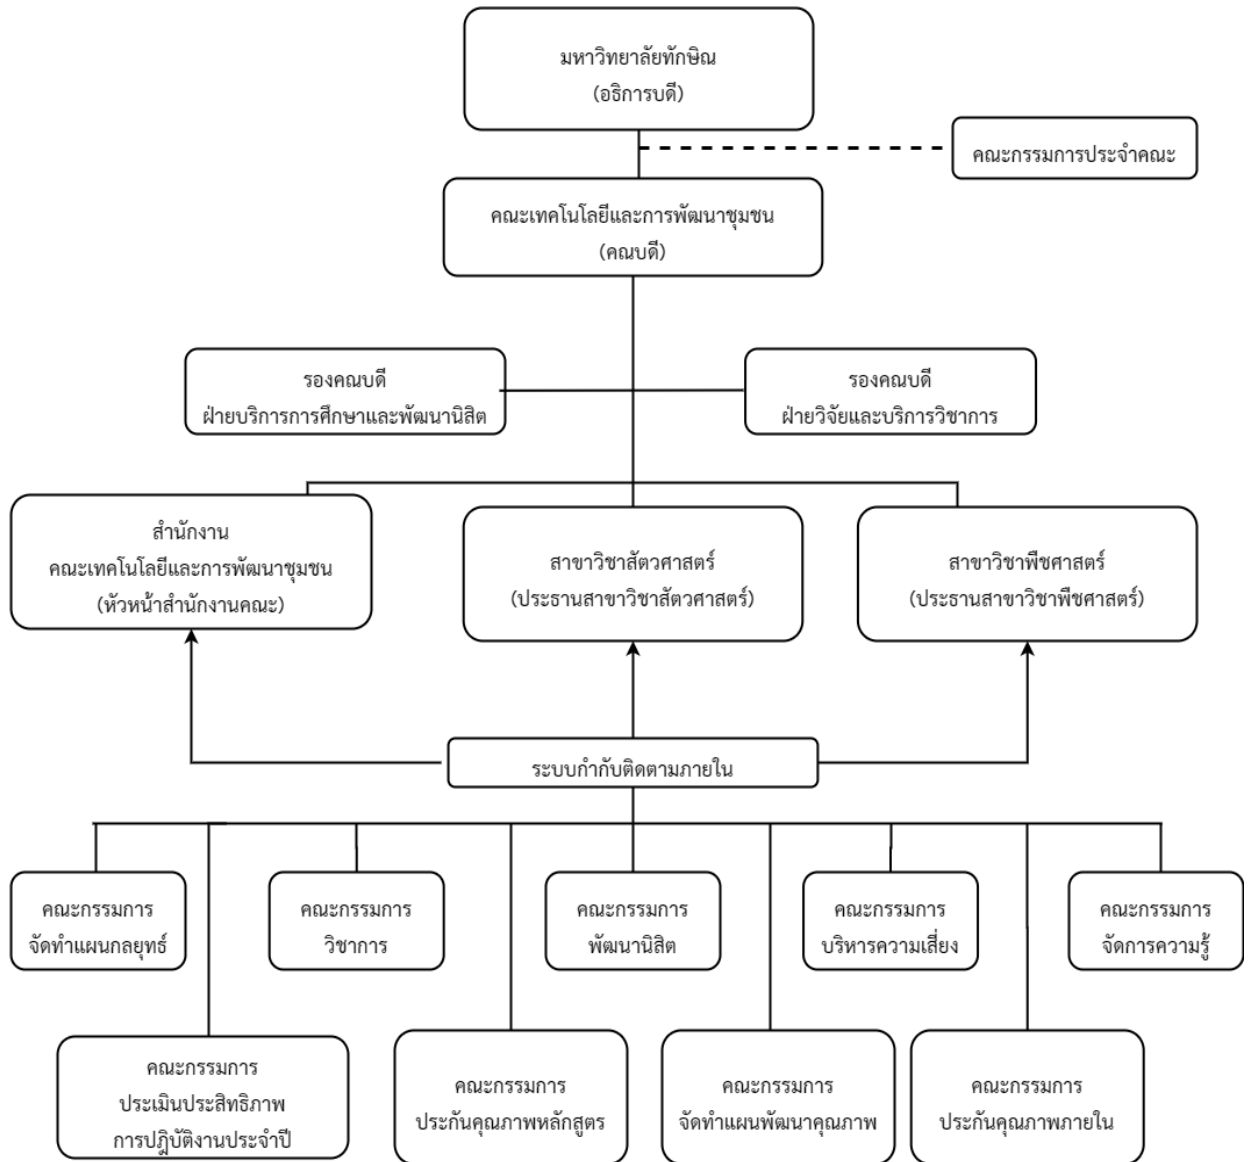 มหาวิทยาลัยทักษิณ
(อธิการบดี)
คณะกรรมการประจำคณะ
คณะเทคโนโลยีและการพัฒนาชุมชน
(คณบดี)
รองคณบดี
ฝ่ายบริการการศึกษาและพัฒนานิสิต
รองคณบดี
ฝ่ายวิจัยและบริการวิชาการ
สำนักงาน
คณะเทคโนโลยีและการพัฒนาชุมชน
(หัวหน้าสำนักงานคณะ)
สาขาวิชาสัตวศาสตร์
(ประธานสาขาวิชาสัตวศาสตร์)
สาขาวิชาพืชศาสตร์
(ประธานสาขาวิชาพืชศาสตร์)
ระบบกำกับติดตามภายใน
คณะกรรมการ
จัดทำแผนกลยุทธ์
คณะกรรมการ
วิชาการ
คณะกรรมการ
พัฒนานิสิต
คณะกรรมการ
บริหารความเสี่ยง
คณะกรรมการ
จัดการความรู้
คณะกรรมการ
ประเมินประสิทธิภาพ
การปฏิบัติงานประจำปี
คณะกรรมการ
ประกันคุณภาพหลักสูตร
คณะกรรมการ
จัดทำแผนพัฒนาคุณภาพ
คณะกรรมการ
ประกันคุณภาพภายใน